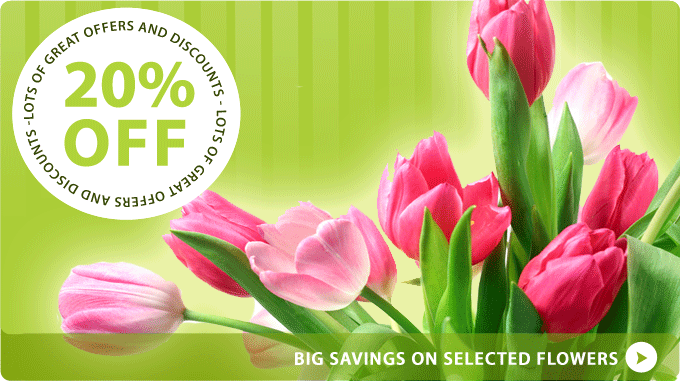 LOTS OF GREAT OFFERS AND DISCOUNTS - LOTS OF GREAT OFFERS AND DISCOUNTS -
20%
OFF
BIG SAVINGS ON SELECTED FLOWERS